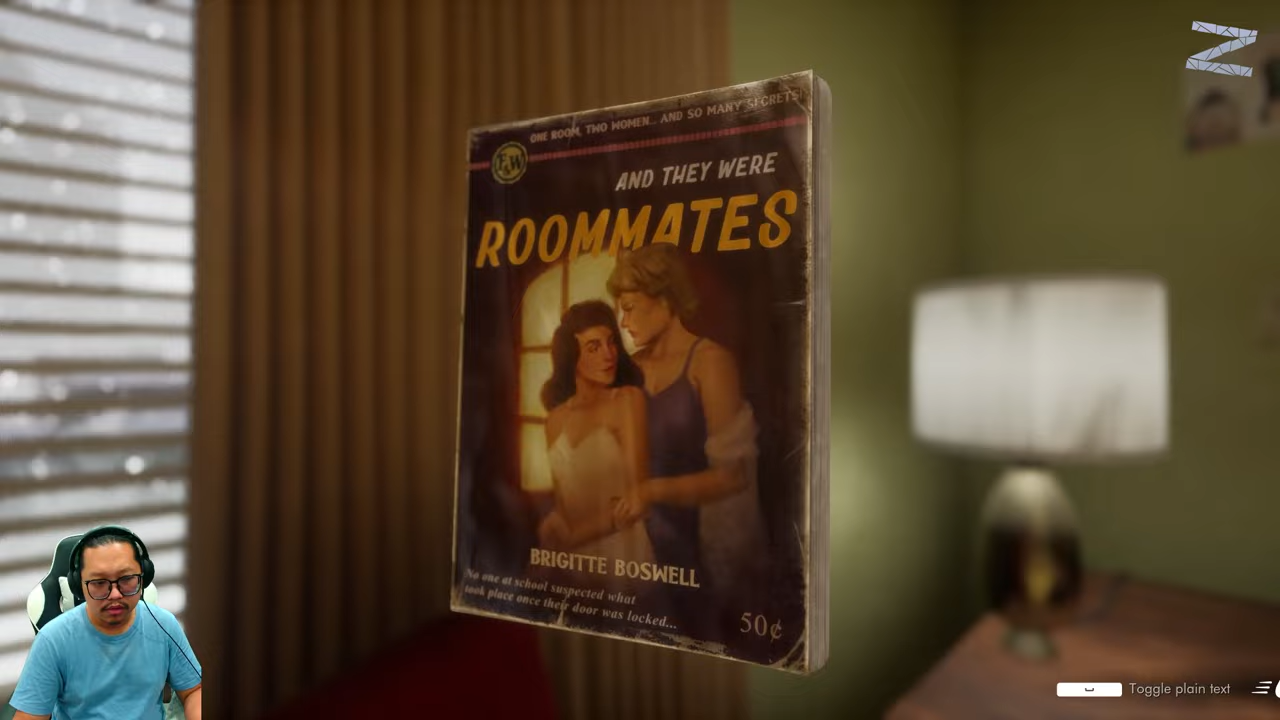 ONE ROOM, TWO WOMEN... AND SO MANY SECRETS!
F&W
AND THEY WERE
ROOMMATES
BRIGITTE BOSWELL
No one at school suspected what
took place once their door was locked...
50¢
Toggle plain text